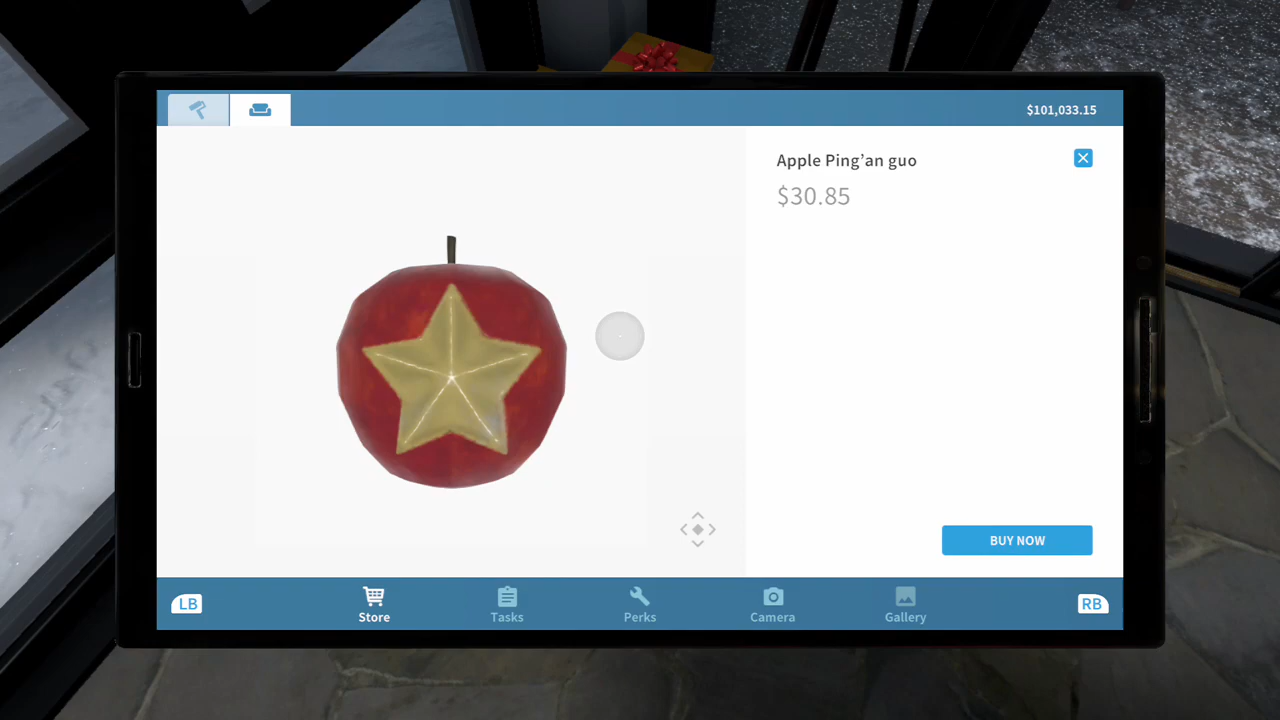 $101,033.15
Apple Ping’an guo
$30.85
BUY NOW
LB
Store
Tasks
Perks
Camera
Gallery
RB